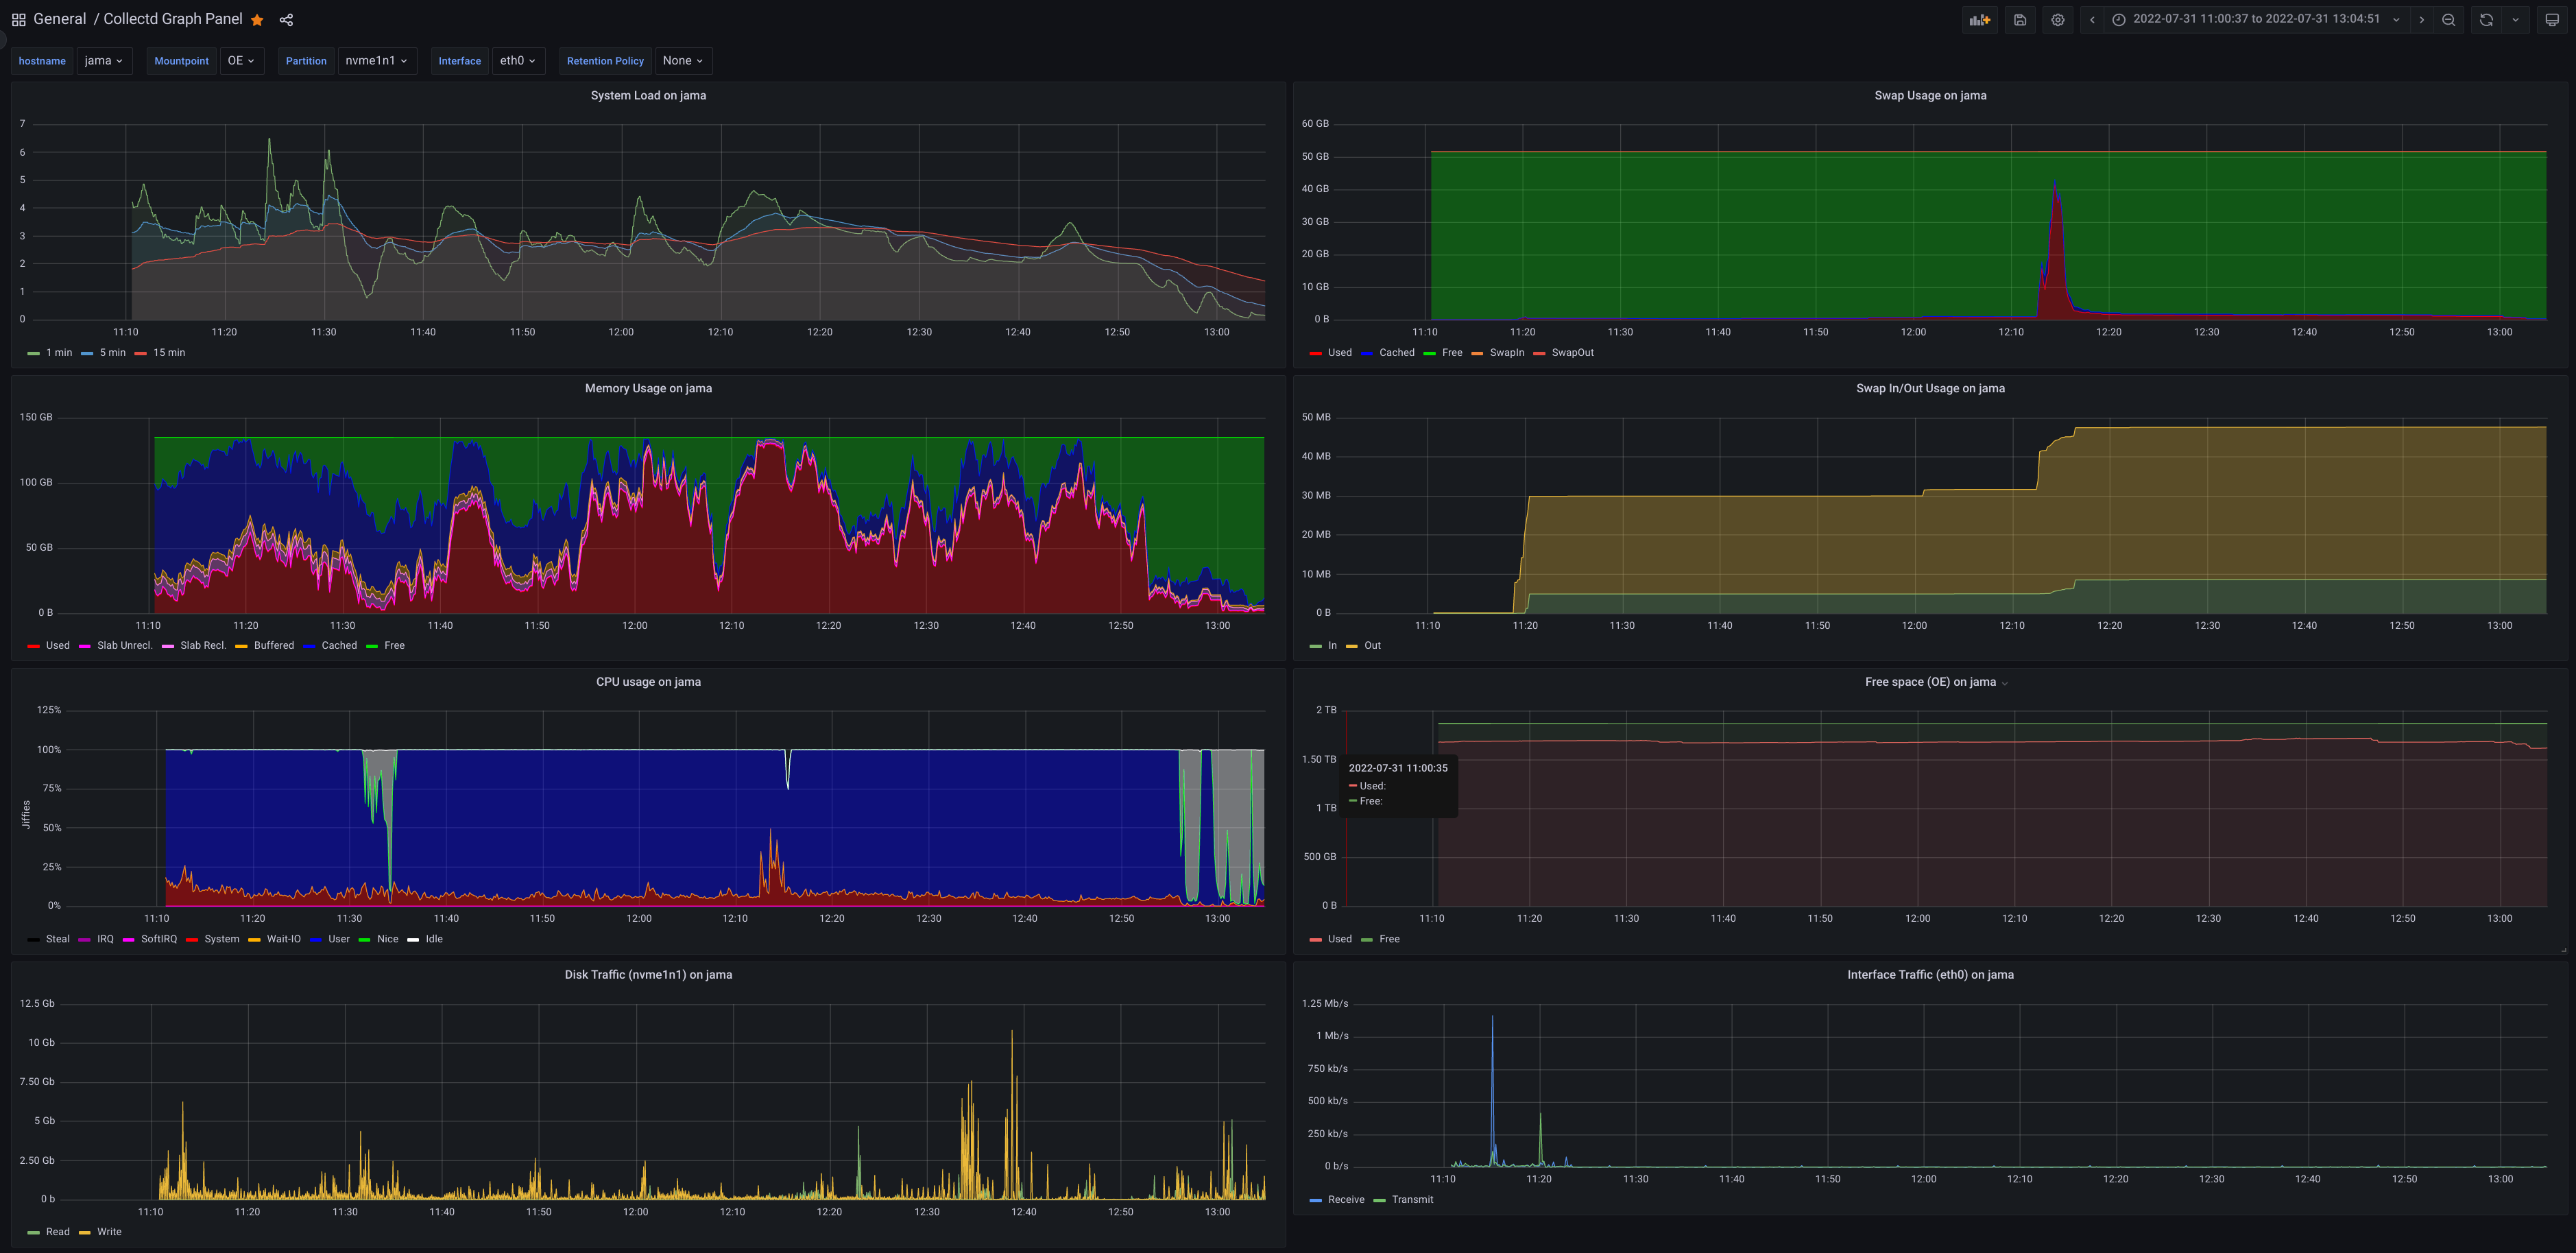 General / Collectd Graph Panel
2022-07-31 11:00:37 to 2022-07-31 13:04:51
hostname jama Mountpoint OE Partition nvme1n1 Interface eth0 Retention Policy None
System Load on jama
7
6
5
4
3
2
1
0
11:10 11:20 11:30 11:40 11:50 12:00 12:10 12:20 12:30 12:40 12:50 13:00
1 min 5 min 15 min
Swap Usage on jama
60 GB
50 GB
40 GB
30 GB
20 GB
10 GB
0 B
11:10 11:20 11:30 11:40 11:50 12:00 12:10 12:20 12:30 12:40 12:50 13:00
Used Cached Free SwapIn SwapOut
Memory Usage on jama
150 GB
100 GB
50 GB
0 B
11:10 11:20 11:30 11:40 11:50 12:00 12:10 12:20 12:30 12:40 12:50 13:00
Used Slab Unrecl. Slab Recl. Buffered Cached Free
Swap In/Out Usage on jama
50 MB
40 MB
30 MB
20 MB
10 MB
0 B
11:10 11:20 11:30 11:40 11:50 12:00 12:10 12:20 12:30 12:40 12:50 13:00
In Out
CPU usage on jama
Jiffies
125%
100%
75%
50%
25%
0%
11:10 11:20 11:30 11:40 11:50 12:00 12:10 12:20 12:30 12:40 12:50 13:00
Steal IRQ SoftIRQ System Wait-IO User Nice Idle
Free space (OE) on jama
2 TB
1.50 TB
1 TB
500 GB
0 B
2022-07-31 11:00:35
Used:
Free:
11:10 11:20 11:30 11:40 11:50 12:00 12:10 12:20 12:30 12:40 12:50 13:00
Used Free
Disk Traffic (nvme1n1) on jama
12.5 Gb
10 Gb
7.50 Gb
5 Gb
2.50 Gb
0 b
11:10 11:20 11:30 11:40 11:50 12:00 12:10 12:20 12:30 12:40 12:50 13:00
Read Write
Interface Traffic (eth0) on jama
1.25 Mb/s
1 Mb/s
750 kb/s
500 kb/s
250 kb/s
0 b/s
11:10 11:20 11:30 11:40 11:50 12:00 12:10 12:20 12:30 12:40 12:50 13:00
Receive Transmit